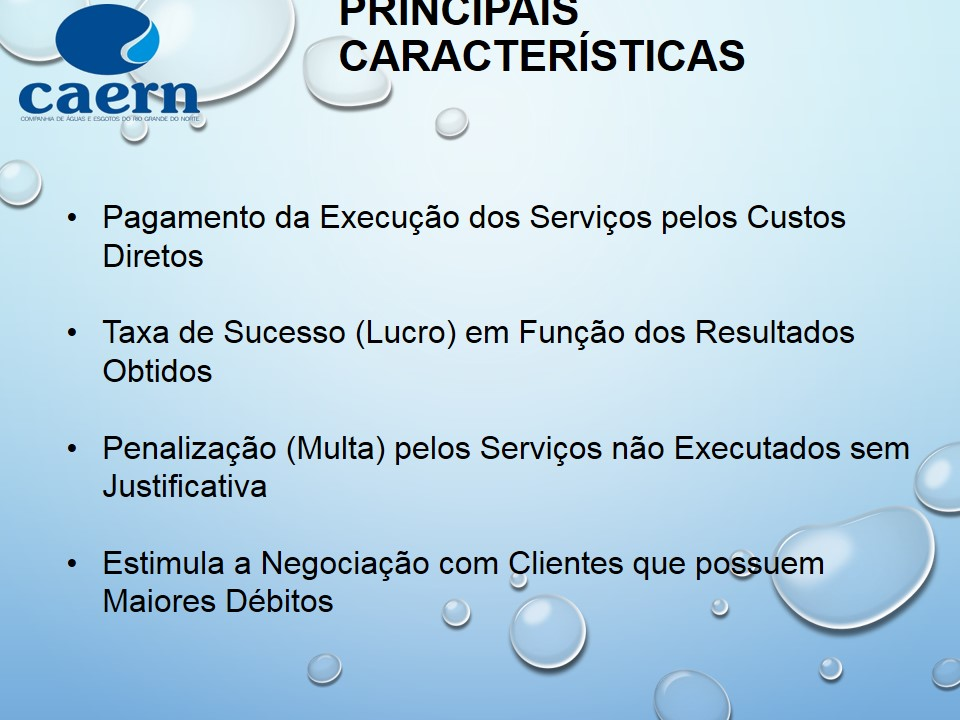 PRINCIPAIS
CARACTERÍSTICAS
caern
COMPANHIA DE ÁGUAS E ESGOTOS DO RIO GRANDE DO NORTE
• Pagamento da Execução dos Serviços pelos Custos
Diretos
• Taxa de Sucesso (Lucro) em Função dos Resultados
Obtidos
• Penalização (Multa) pelos Serviços não Executados sem
Justificativa
• Estimula a Negociação com Clientes que possuem
Maiores Débitos